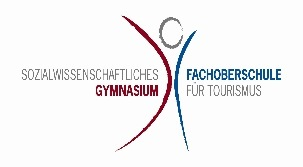 SOZIALWISSENSCHAFTLICHES
GYMNASIUM
FACHOBERSCHULE
FÜR TOURISMUS